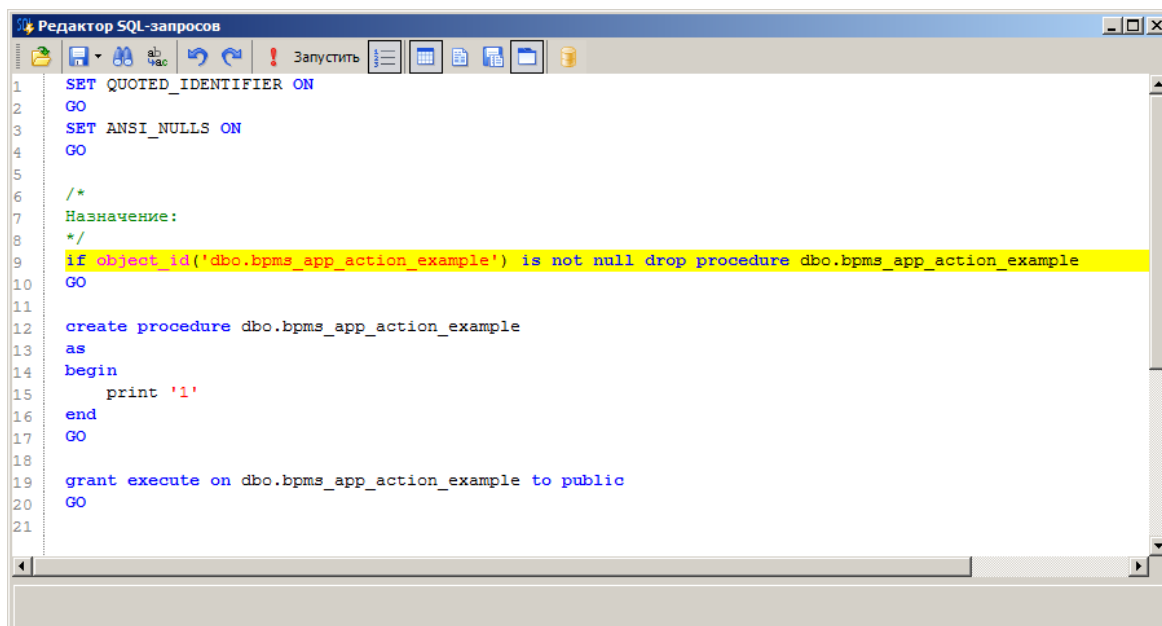 Редактор SQL-запросов
Запустить
1 SET QUOTED_IDENTIFIER ON
2 GO
3 SET ANSI_NULLS ON
4 GO
5
6 /*
7 Назначение:
8 */
9 if object_id('dbo.bpms_app_action_example') is not null drop procedure dbo.bpms_app_action_example
10 GO
11
12 create procedure dbo.bpms_app_action_example
13 as
14 begin
15 print '1'
16 end
17 GO
18
19 grant execute on dbo.bpms_app_action_example to public
20 GO
21